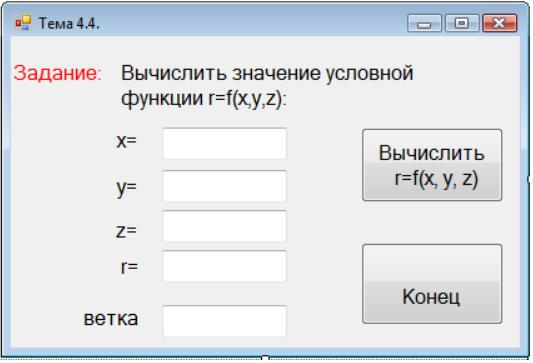 Тема 4.4.
Задание: Вычислить значение условной
функции r=f(x,y,z):
x=
y=
z=
r=
ветка
Вычислить
r=f(x, y, z)
Конец